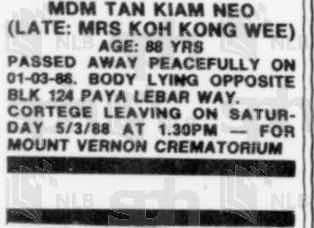 MDM TAN KIAM NEO
(LATE: MRS KOH KONG WEE)
AGE: 88 YRS
PASSED AWAY PEACEFULLY ON
01-03-88. BODY LYING OPPOSITE
BLK 124 PAYA LEBAR WAY.
CORTEGE LEAVING ON SATUR-
DAY 5/3/88 AT 1.30PM — FOR
MOUNT VERNON CREMATORIUM
NLB
NLB